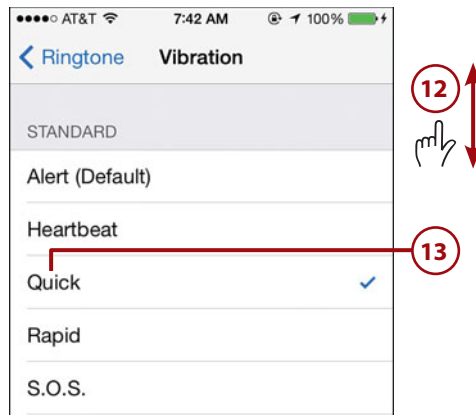 AT&T 7:42 AM 100%
Ringtone Vibration
12
STANDARD
Alert (Default)
Heartbeat
13
Quick
Rapid
S.O.S.